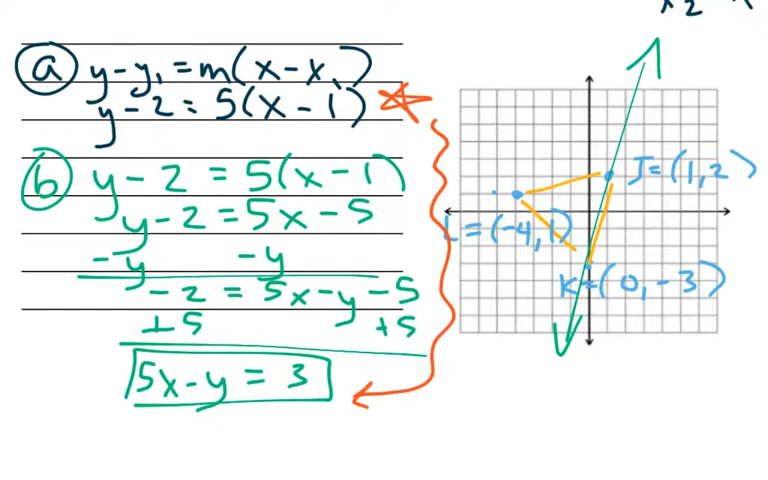 a y-y₁ = m(x-x₁)
y-2 = 5(x-1)
b y-2 = 5(x-1)
y-2 = 5x-5
-y -y
-2 = 5x-y-5
+5 +5
5x-y = 3
J=(1,2)
L=(-4,1)
K=(0,-3)